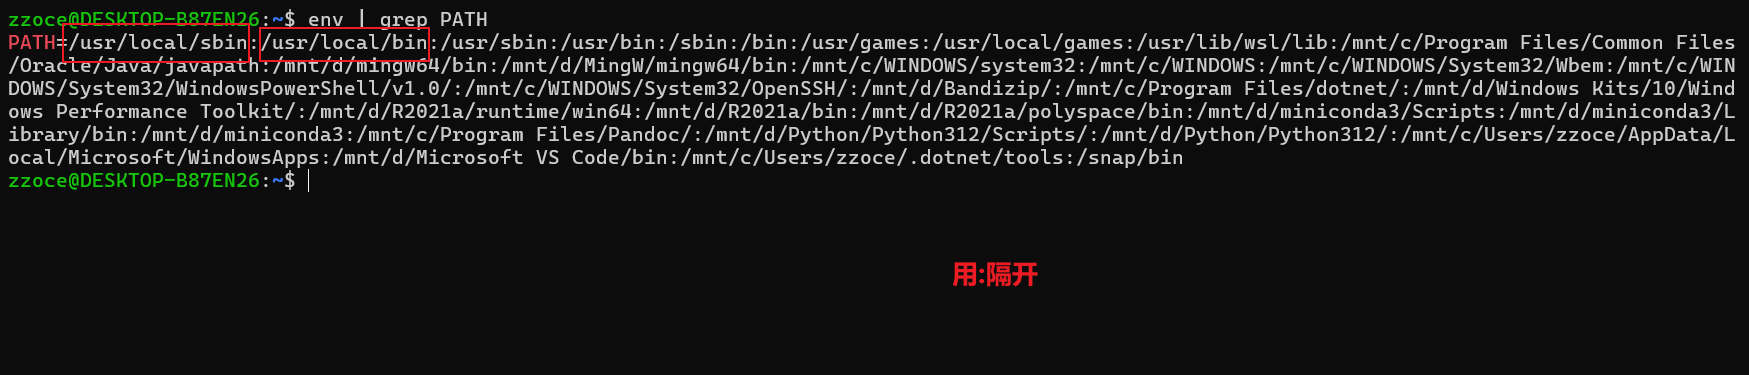 zzoce@DESKTOP-B87EN26:~$ env | grep PATH
PATH=/usr/local/sbin:/usr/local/bin:/usr/sbin:/usr/bin:/sbin:/bin:/usr/games:/usr/local/games:/usr/lib/wsl/lib:/mnt/c/Program Files/Common Files
/Oracle/Java/javapath:/mnt/d/mingw64/bin:/mnt/d/MingW/mingw64/bin:/mnt/c/WINDOWS/system32:/mnt/c/WINDOWS:/mnt/c/WINDOWS/System32/Wbem:/mnt/c/WIN
DOWS/System32/WindowsPowerShell/v1.0/:/mnt/c/WINDOWS/System32/OpenSSH/:/mnt/d/Bandizip/:/mnt/c/Program Files/dotnet/:/mnt/d/Windows Kits/10/Wind
ows Performance Toolkit/:/mnt/d/R2021a/runtime/win64:/mnt/d/R2021a/bin:/mnt/d/R2021a/polyspace/bin:/mnt/d/miniconda3/Scripts:/mnt/d/miniconda3/L
ibrary/bin:/mnt/d/miniconda3:/mnt/c/Program Files/Pandoc/:/mnt/d/Python/Python312/Scripts/:/mnt/d/Python/Python312/:/mnt/c/Users/zzoce/AppData/L
ocal/Microsoft/WindowsApps:/mnt/d/Microsoft VS Code/bin:/mnt/c/Users/zzoce/.dotnet/tools:/snap/bin
zzoce@DESKTOP-B87EN26:~$
用:隔开